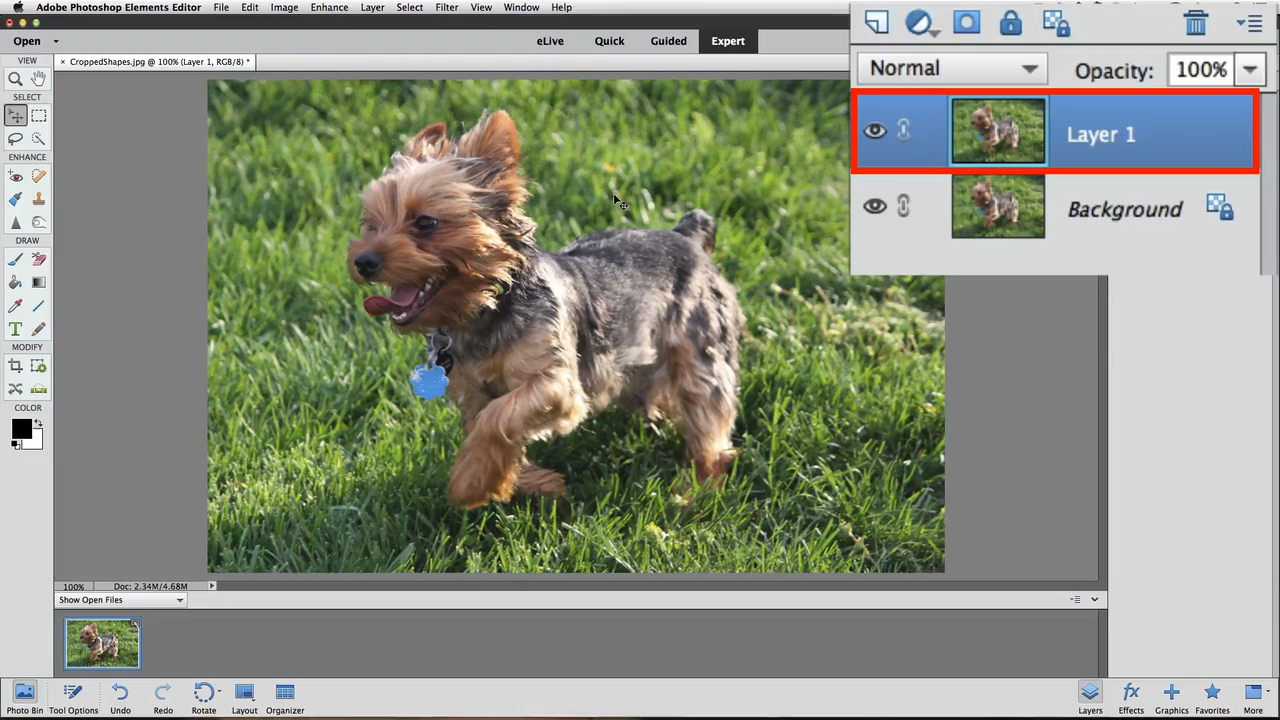 Adobe Photoshop Elements Editor File Edit Image Enhance Layer Select Filter View Window Help
Open eLive Quick Guided Expert
× CroppedShapes.jpg @ 100% (Layer 1, RGB/8) *
VIEW
SELECT
ENHANCE
DRAW
MODIFY
COLOR
Normal Opacity: 100%
Layer 1
Background
100% Doc: 2.34M/4.68M
Show Open Files
Photo Bin Tool Options Undo Redo Rotate Layout Organizer Layers Effects Graphics Favorites More